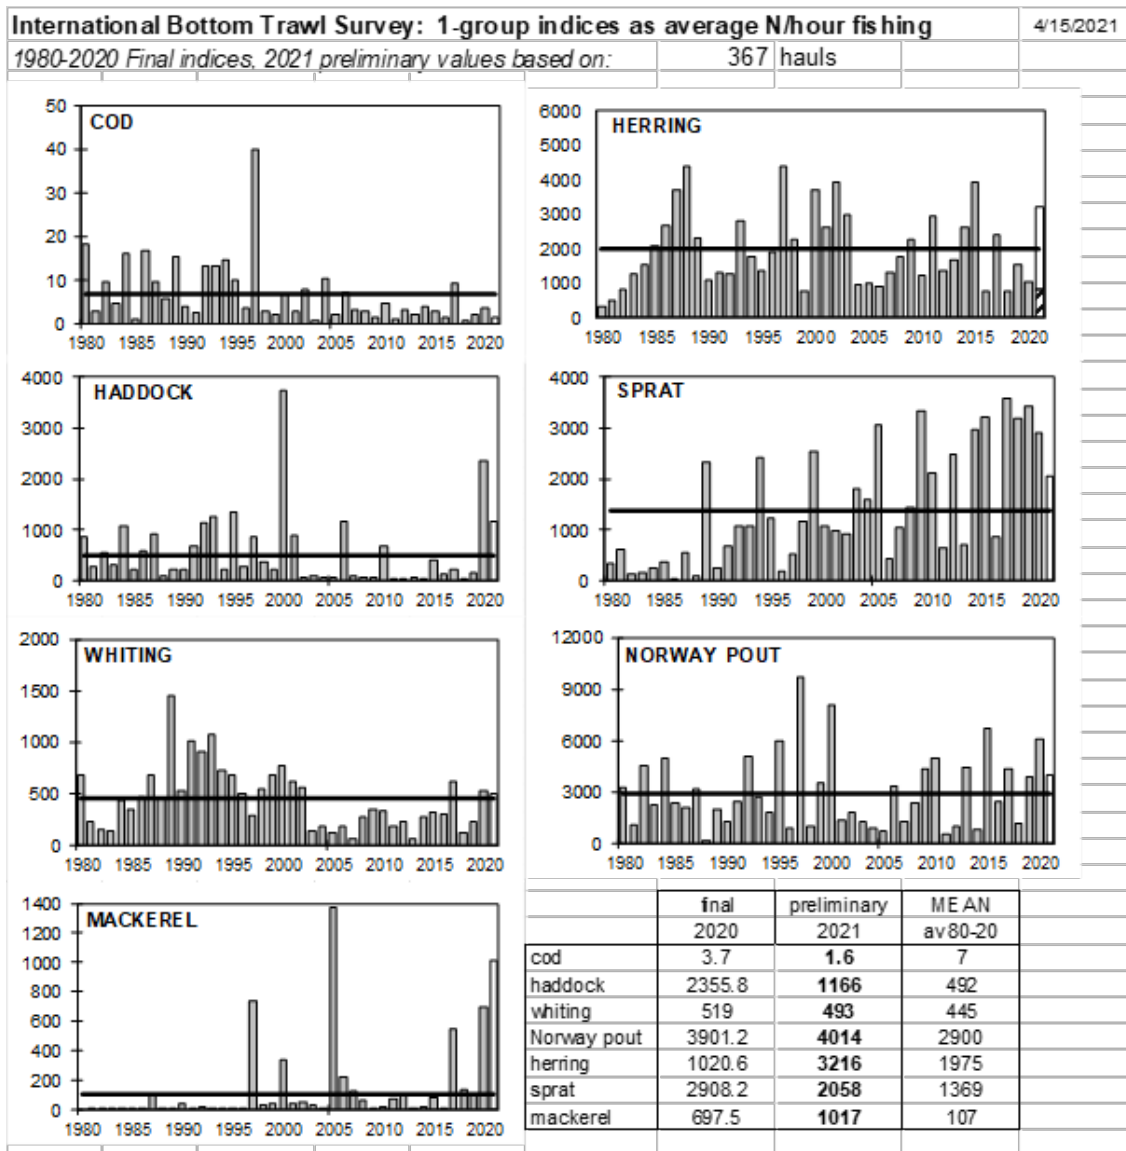 International Bottom Trawl Survey: 1-group indices as average N/hour fishing 4/15/2021
1980-2020 Final indices, 2021 preliminary values based on: 367 hauls
COD
50
40
30
20
10
0
1980 1985 1990 1995 2000 2005 2010 2015 2020
HERRING
6000
5000
4000
3000
2000
1000
0
1980 1985 1990 1995 2000 2005 2010 2015 2020
HADDOCK
4000
3000
2000
1000
0
1980 1985 1990 1995 2000 2005 2010 2015 2020
SPRAT
4000
3000
2000
1000
0
1980 1985 1990 1995 2000 2005 2010 2015 2020
WHITING
2000
1500
1000
500
0
1980 1985 1990 1995 2000 2005 2010 2015 2020
NORWAY POUT
12000
9000
6000
3000
0
1980 1985 1990 1995 2000 2005 2010 2015 2020
MACKEREL
1400
1200
1000
800
600
400
200
0
1980 1985 1990 1995 2000 2005 2010 2015 2020
final preliminary MEAN
2020 2021 av80-20
cod 3.7 1.6 7
haddock 2355.8 1166 492
whiting 519 493 445
Norway pout 3901.2 4014 2900
herring 1020.6 3216 1975
sprat 2908.2 2058 1369
mackerel 697.5 1017 107